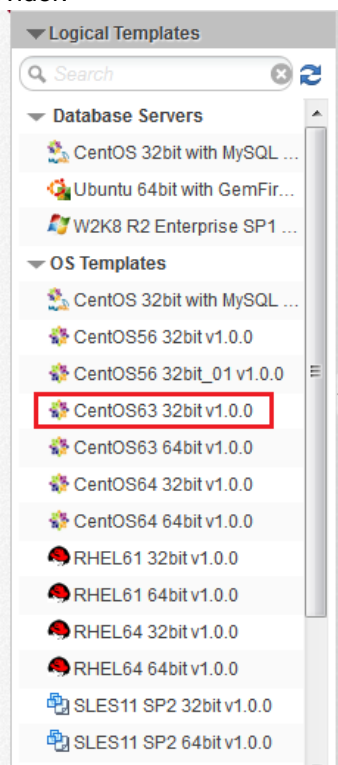 Logical Templates
Search
Database Servers
CentOS 32bit with MySQL ...
Ubuntu 64bit with GemFir...
W2K8 R2 Enterprise SP1 ...
OS Templates
CentOS 32bit with MySQL ...
CentOS56 32bit v1.0.0
CentOS56 32bit_01 v1.0.0
CentOS63 32bit v1.0.0
CentOS63 64bit v1.0.0
CentOS64 32bit v1.0.0
CentOS64 64bit v1.0.0
RHEL61 32bit v1.0.0
RHEL61 64bit v1.0.0
RHEL64 32bit v1.0.0
RHEL64 64bit v1.0.0
SLES11 SP2 32bit v1.0.0
SLES11 SP2 64bit v1.0.0